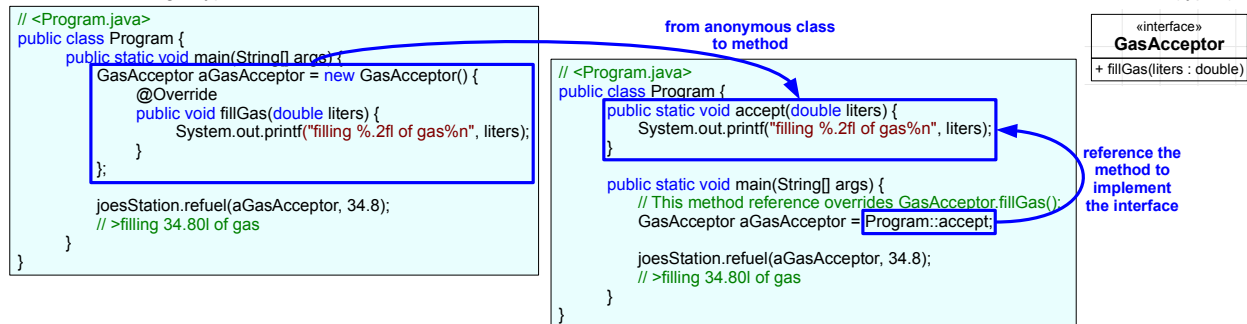 // <Program.java>
public class Program {
public static void main(String[] args) {
GasAcceptor aGasAcceptor = new GasAcceptor() {
@Override
public void fillGas(double liters) {
System.out.printf("filling %.2fl of gas%n", liters);
}
};
joesStation.refuel(aGasAcceptor, 34.8);
// >filling 34.80l of gas
}
}
from anonymous class
to method
// <Program.java>
public class Program {
public static void accept(double liters) {
System.out.printf("filling %.2fl of gas%n", liters);
}
public static void main(String[] args) {
// This method reference overrides GasAcceptor.fillGas();
GasAcceptor aGasAcceptor = Program::accept;
joesStation.refuel(aGasAcceptor, 34.8);
// >filling 34.80l of gas
}
}
reference the
method to
implement
the interface
«interface»
GasAcceptor
+ fillGas(liters : double)